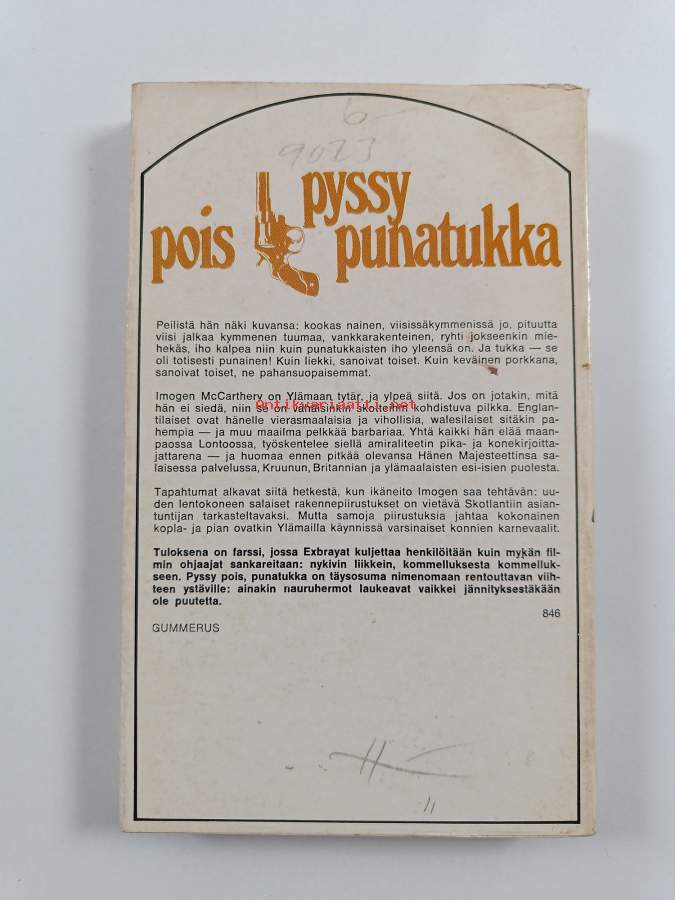 6-
9023
pyssy
pois punatukka
Peilistä hän näki kuvansa: kookas nainen, viisissäkymmenissä jo, pituutta
viisi jalkaa kymmenen tuumaa, vankkarakenteinen, ryhti jokseenkin mie-
hekäs, iho kalpea niin kuin punatukkaisten iho yleensä on. Ja tukka — se
oli totisesti punainen! Kuin liekki, sanoivat toiset. Kuin keväinen porkkana,
sanoivat toiset, ne pahansuopaisemmat.
Imogen McCarthery on Ylämaan tytär, ja ylpeä siitä. Jos on jotakin, mitä
hän ei siedä, niin se on vähäisinkin skotteihin kohdistuva pilkka. Englan-
tilaiset ovat hänelle vierasmaalaisia ja vihollisia, walesilaiset sitäkin pa-
hempia — ja muu maailma pelkkää barbariaa. Yhtä kaikki hän elää maan-
paossa Lontoossa, työskentelee siellä amiraliteetin pika- ja konekirjoitta-
jattarena — ja huomaa ennen pitkää olevansa Hänen Majesteettinsa sa-
laisessa palvelussa, Kruunun, Britannian ja ylämaalaisten esi-isien puolesta.
Tapahtumat alkavat siitä hetkestä, kun ikäneito Imogen saa tehtävän: uu-
den lentokoneen salaiset rakennepiirustukset on vietävä Skotlantiin asian-
tuntijan tarkasteltavaksi. Mutta samoja piirustuksia jahtaa kokonainen
kopla- ja pian ovatkin Ylämailla käynnissä varsinaiset konnien karnevaalit.
Tuloksena on farssi, jossa Exbrayat kuljettaa henkilöitään kuin mykän fil-
min ohjaajat sankareitaan: nykivin liikkein, kommelluksesta kommelluk-
seen. Pyssy pois, punatukka on täysosuma nimenomaan rentouttavan viih-
teen ystäville: ainakin nauruhermot laukeavat vaikkei jännityksestäkään
ole puutetta.
846
GUMMERUS